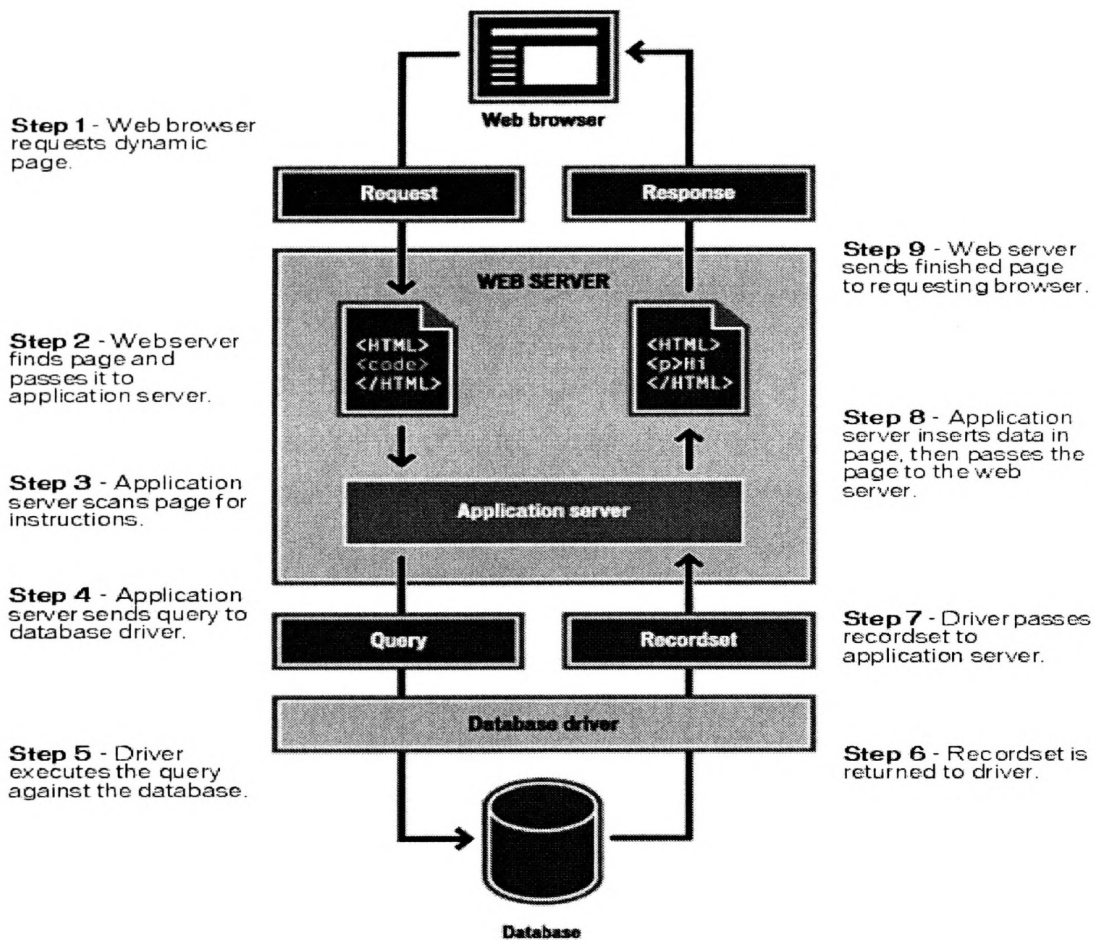 Web browser
Step 1 - Web browser
requests dynamic
page.
Request
Response
Step 9 - Web server
sends finished page
to requesting browser.
WEB SERVER
<HTML>
<code>
</HTML>
<HTML>
<p>Hi
</HTML>
Step 2 - Webserver
finds page and
passes it to
application server.
Step 8 - Application
server inserts data in
page, then passes the
page to the web
server.
Step 3 - Application
server scans page for
instructions.
Application server
Step 4 - Application
server sends query to
database driver.
Query
Recordset
Step 7 - Driver passes
recordset to
application server.
Database driver
Step 5 - Driver
executes the query
against the database.
Step 6 - Recordset is
returned to driver.
Database